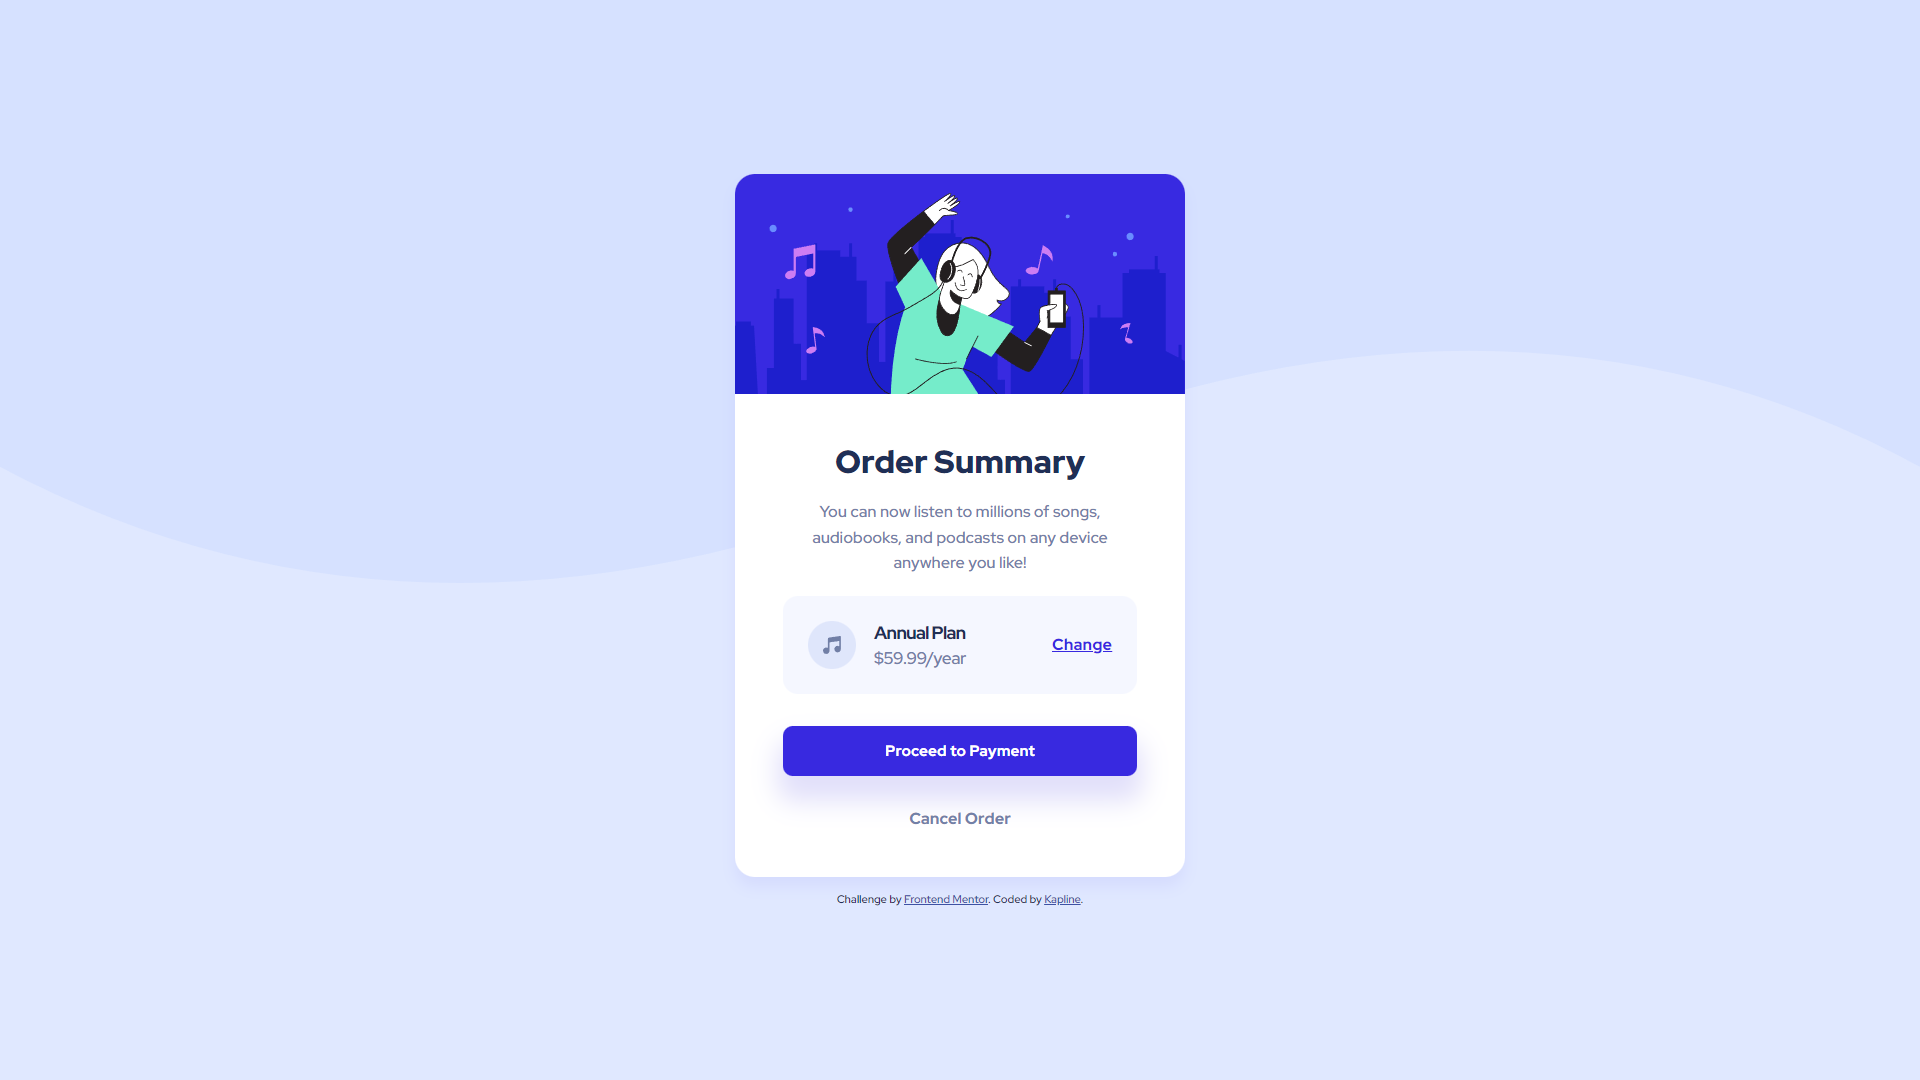 Order Summary
You can now listen to millions of songs,
audiobooks, and podcasts on any device
anywhere you like!
Annual Plan
$59.99/year
Change
Proceed to Payment
Cancel Order
Challenge by Frontend Mentor. Coded by Kapline.